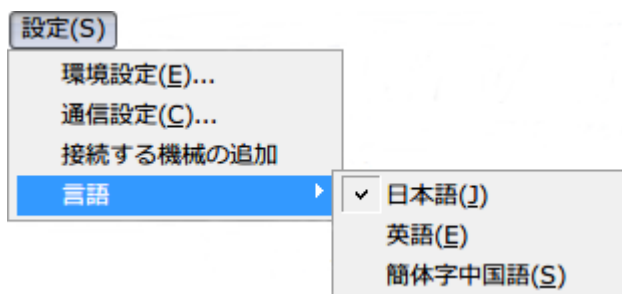 設定(S)
環境設定(E)...
通信設定(C)...
接続する機械の追加
言語
日本語(J)
英語(E)
簡体字中国語(S)